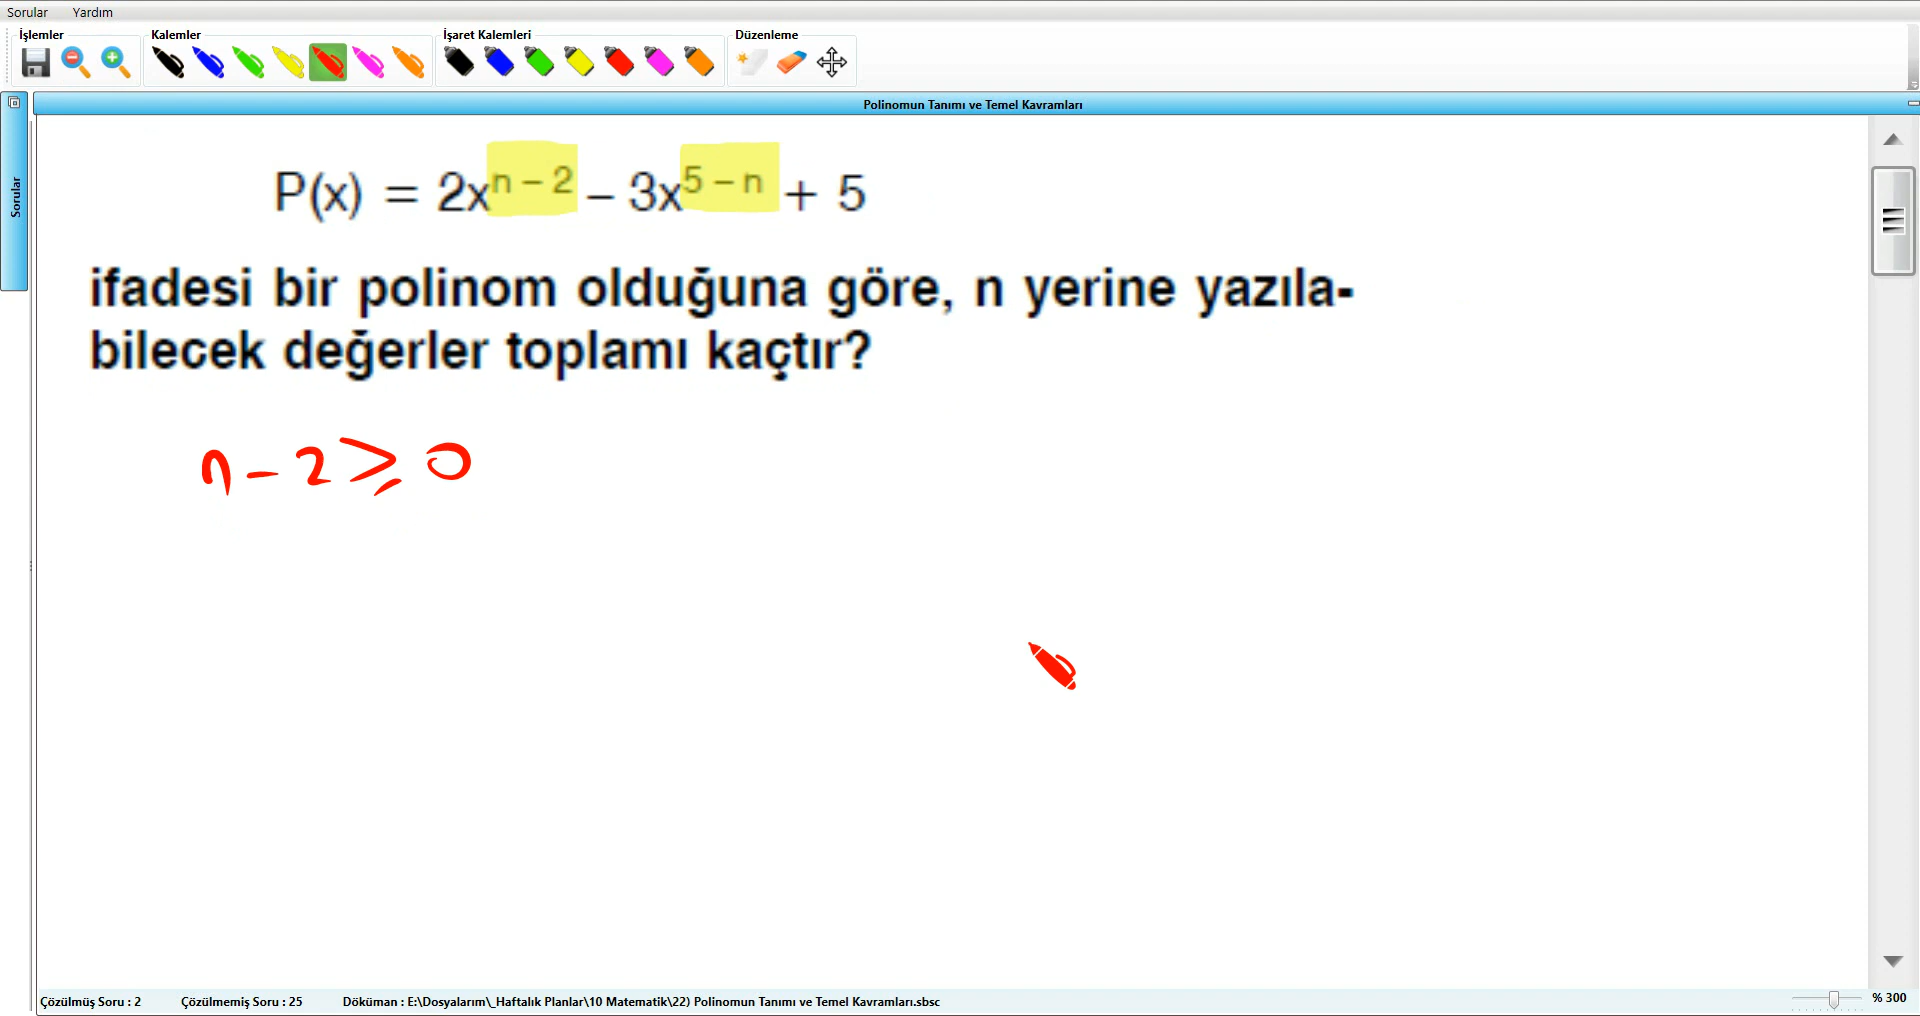 Sorular Yardım
İşlemler Kalemler İşaret Kalemleri Düzenleme
Sorular
Polinomun Tanımı ve Temel Kavramları
P(x) = 2x^{n – 2} – 3x^{5 – n} + 5
ifadesi bir polinom olduğuna göre, n yerine yazıla-
bilecek değerler toplamı kaçtır?
n – 2 ⩾ 0
Çözülmüş Soru : 2 Çözülmemiş Soru : 25 Döküman : E:\Dosyalarım\_Haftalık Planlar\10 Matematik\22) Polinomun Tanımı ve Temel Kavramları.sbsc % 300